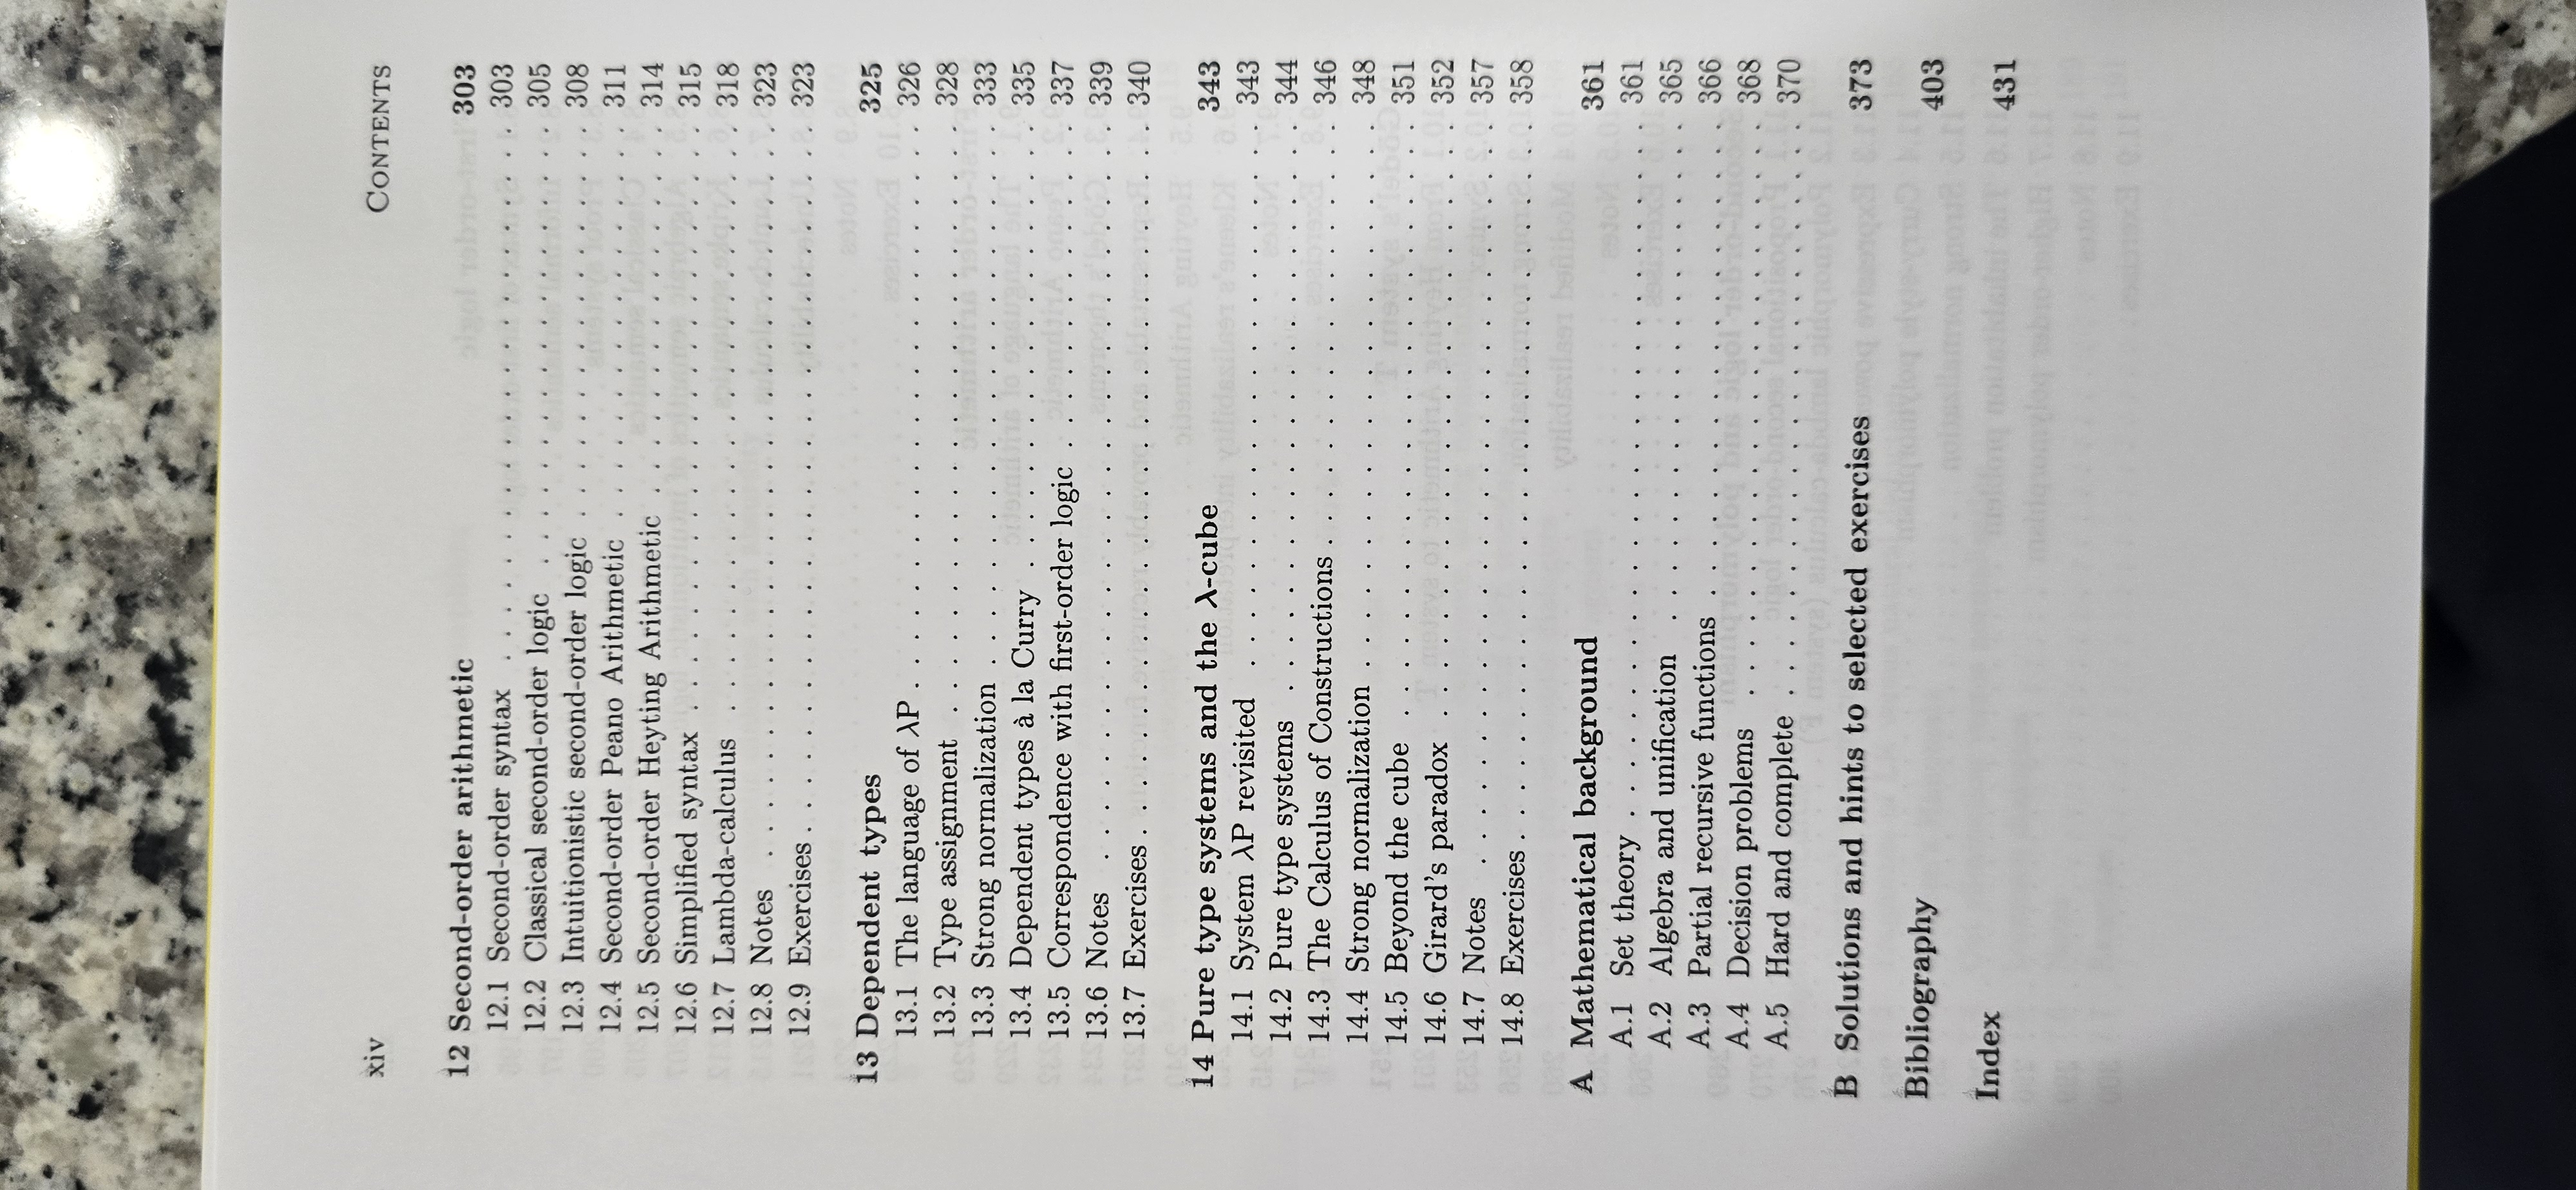 xiv CONTENTS
12 Second-order arithmetic 303
12.1 Second-order syntax . . . . . . . . . . . . . . . . . . . . . . . 303
12.2 Classical second-order logic . . . . . . . . . . . . . . . . . . . 305
12.3 Intuitionistic second-order logic . . . . . . . . . . . . . . . . . 308
12.4 Second-order Peano Arithmetic . . . . . . . . . . . . . . . . . 311
12.5 Second-order Heyting Arithmetic . . . . . . . . . . . . . . . . 314
12.6 Simplified syntax . . . . . . . . . . . . . . . . . . . . . . . . . 315
12.7 Lambda-calculus . . . . . . . . . . . . . . . . . . . . . . . . . 318
12.8 Notes . . . . . . . . . . . . . . . . . . . . . . . . . . . . . . . 323
12.9 Exercises . . . . . . . . . . . . . . . . . . . . . . . . . . . . . . 323
13 Dependent types 325
13.1 The language of λP . . . . . . . . . . . . . . . . . . . . . . . . 326
13.2 Type assignment . . . . . . . . . . . . . . . . . . . . . . . . . 328
13.3 Strong normalization . . . . . . . . . . . . . . . . . . . . . . . 333
13.4 Dependent types à la Curry . . . . . . . . . . . . . . . . . . . 335
13.5 Correspondence with first-order logic . . . . . . . . . . . . . . 337
13.6 Notes . . . . . . . . . . . . . . . . . . . . . . . . . . . . . . . 339
13.7 Exercises . . . . . . . . . . . . . . . . . . . . . . . . . . . . . . 340
14 Pure type systems and the λ-cube 343
14.1 System λP revisited . . . . . . . . . . . . . . . . . . . . . . . 343
14.2 Pure type systems . . . . . . . . . . . . . . . . . . . . . . . . 344
14.3 The Calculus of Constructions . . . . . . . . . . . . . . . . . . 346
14.4 Strong normalization . . . . . . . . . . . . . . . . . . . . . . . 348
14.5 Beyond the cube . . . . . . . . . . . . . . . . . . . . . . . . . 351
14.6 Girard's paradox . . . . . . . . . . . . . . . . . . . . . . . . . 352
14.7 Notes . . . . . . . . . . . . . . . . . . . . . . . . . . . . . . . 357
14.8 Exercises . . . . . . . . . . . . . . . . . . . . . . . . . . . . . . 358
A Mathematical background 361
A.1 Set theory . . . . . . . . . . . . . . . . . . . . . . . . . . . . . 361
A.2 Algebra and unification . . . . . . . . . . . . . . . . . . . . . 365
A.3 Partial recursive functions . . . . . . . . . . . . . . . . . . . . 366
A.4 Decision problems . . . . . . . . . . . . . . . . . . . . . . . . 368
A.5 Hard and complete . . . . . . . . . . . . . . . . . . . . . . . . 370
B Solutions and hints to selected exercises 373
Bibliography 403
Index 431